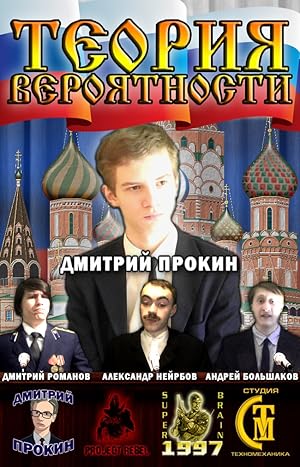 ТЕОРИЯ
ВЕРОЯТНОСТИ
ДМИТРИЙ ПРОКИН
ДМИТРИЙ РОМАНОВ АЛЕКСАНДР НЕЙРБОВ АНДРЕЙ БОЛЬШАКОВ
ДМИТРИЙ
ПРОКИН
PROJECT REBEL
SUPER BRAIN
1997
СТУДИЯ
СТМ
ТЕХНОМЕХАНИКА